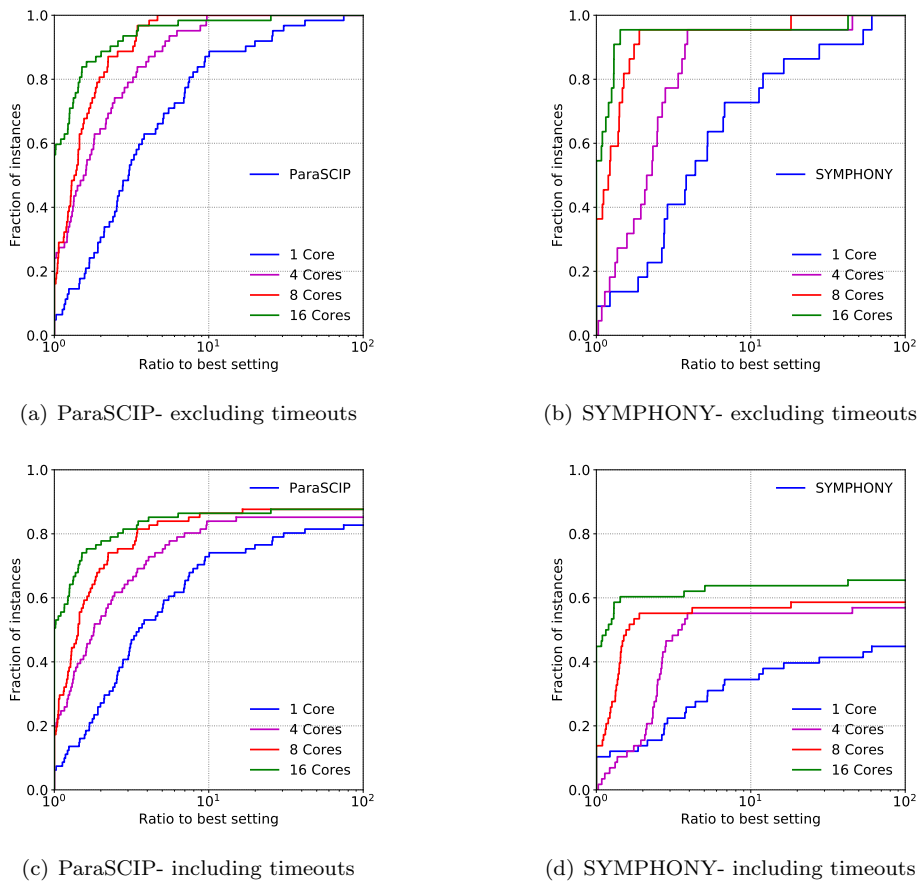 1.0
0.8
0.6
0.4
0.2
0.0
Fraction of instances
ParaSCIP
1 Core
4 Cores
8 Cores
16 Cores
10^0 10^1 10^2
Ratio to best setting
(a) ParaSCIP- excluding timeouts
1.0
0.8
0.6
0.4
0.2
0.0
Fraction of instances
SYMPHONY
1 Core
4 Cores
8 Cores
16 Cores
10^0 10^1 10^2
Ratio to best setting
(b) SYMPHONY- excluding timeouts
1.0
0.8
0.6
0.4
0.2
0.0
Fraction of instances
ParaSCIP
1 Core
4 Cores
8 Cores
16 Cores
10^0 10^1 10^2
Ratio to best setting
(c) ParaSCIP- including timeouts
1.0
0.8
0.6
0.4
0.2
0.0
Fraction of instances
SYMPHONY
1 Core
4 Cores
8 Cores
16 Cores
10^0 10^1 10^2
Ratio to best setting
(d) SYMPHONY- including timeouts